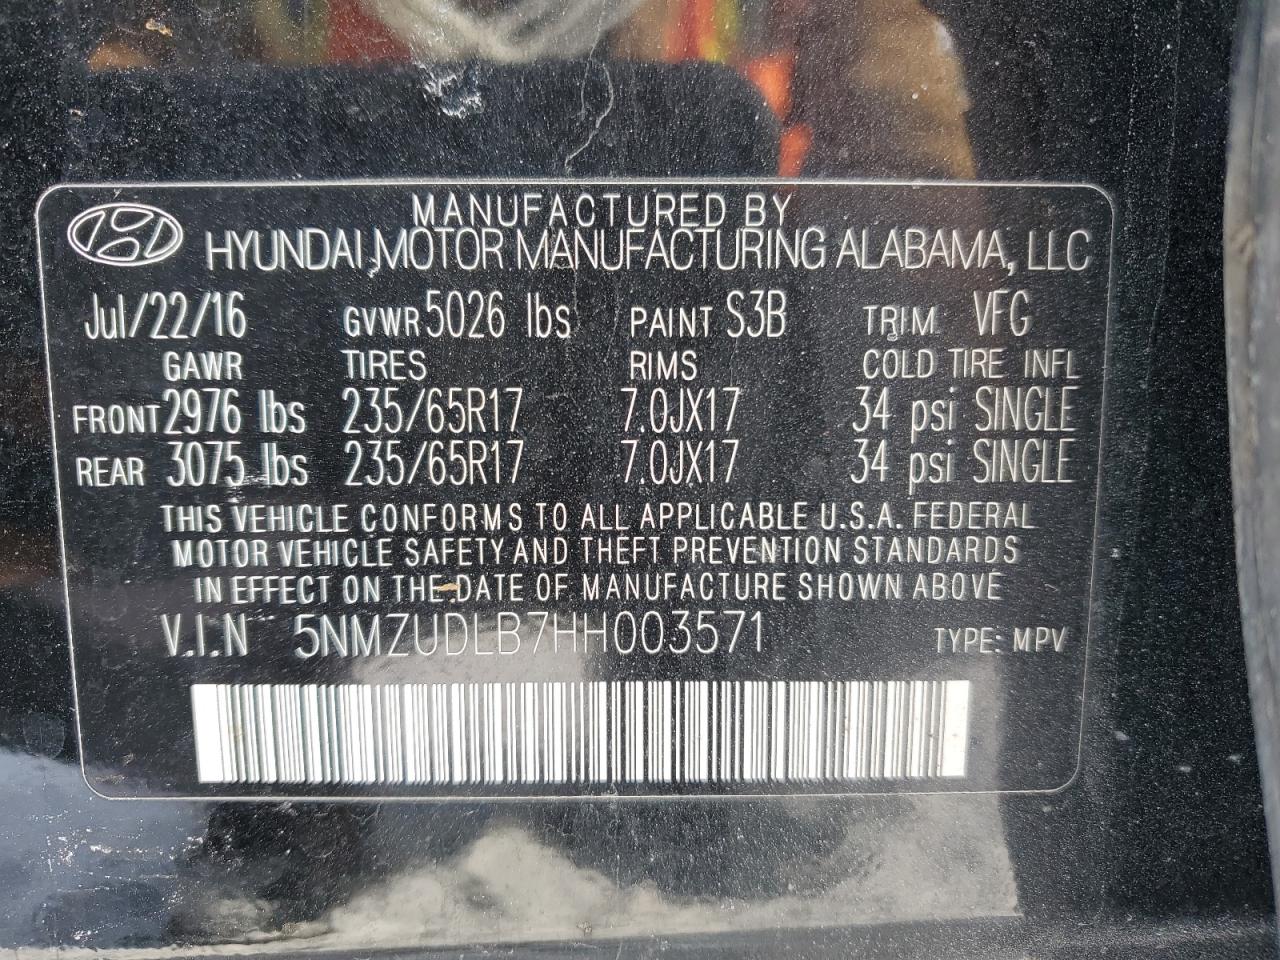 MANUFACTURED BY
HYUNDAI MOTOR MANUFACTURING ALABAMA, LLC
Jul/22/16 GVWR 5026 lbs PAINT S3B TRIM VFG
GAWR TIRES RIMS COLD TIRE INFL
FRONT 2976 lbs 235/65R17 7.0JX17 34 psi SINGLE
REAR 3075 lbs 235/65R17 7.0JX17 34 psi SINGLE
THIS VEHICLE CONFORMS TO ALL APPLICABLE U.S.A. FEDERAL
MOTOR VEHICLE SAFETY AND THEFT PREVENTION STANDARDS
IN EFFECT ON THE DATE OF MANUFACTURE SHOWN ABOVE
V.I.N 5NMZUDLB7HH003571 TYPE: MPV